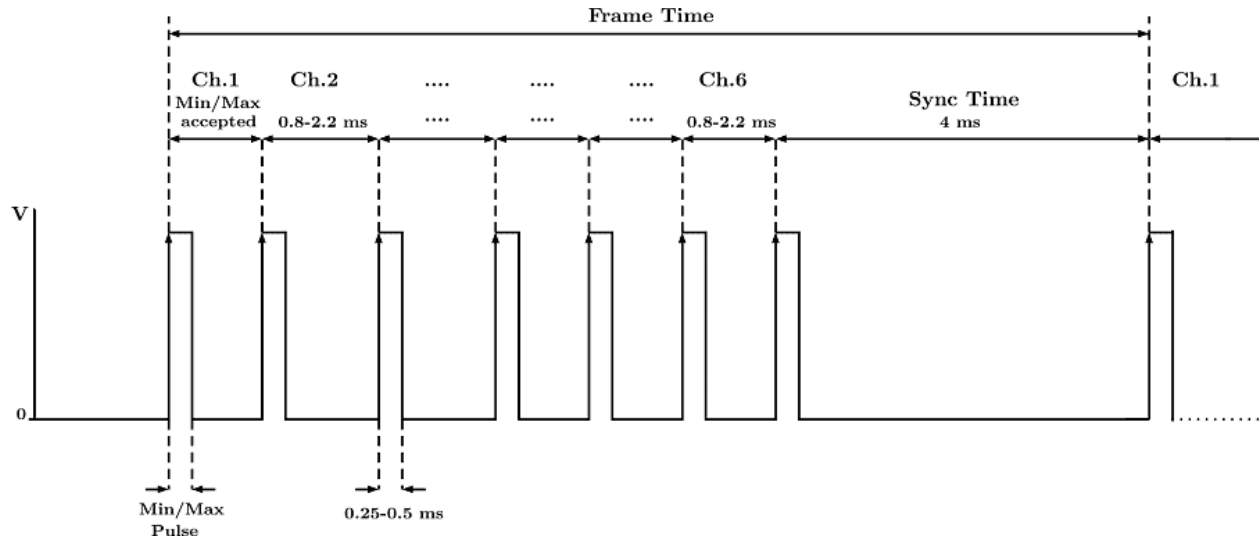 Frame Time
Ch.1 Ch.2 .... .... .... Ch.6 Ch.1
Min/Max Sync Time
accepted 0.8-2.2 ms .... .... .... 0.8-2.2 ms 4 ms
V
0
Min/Max 0.25-0.5 ms
Pulse